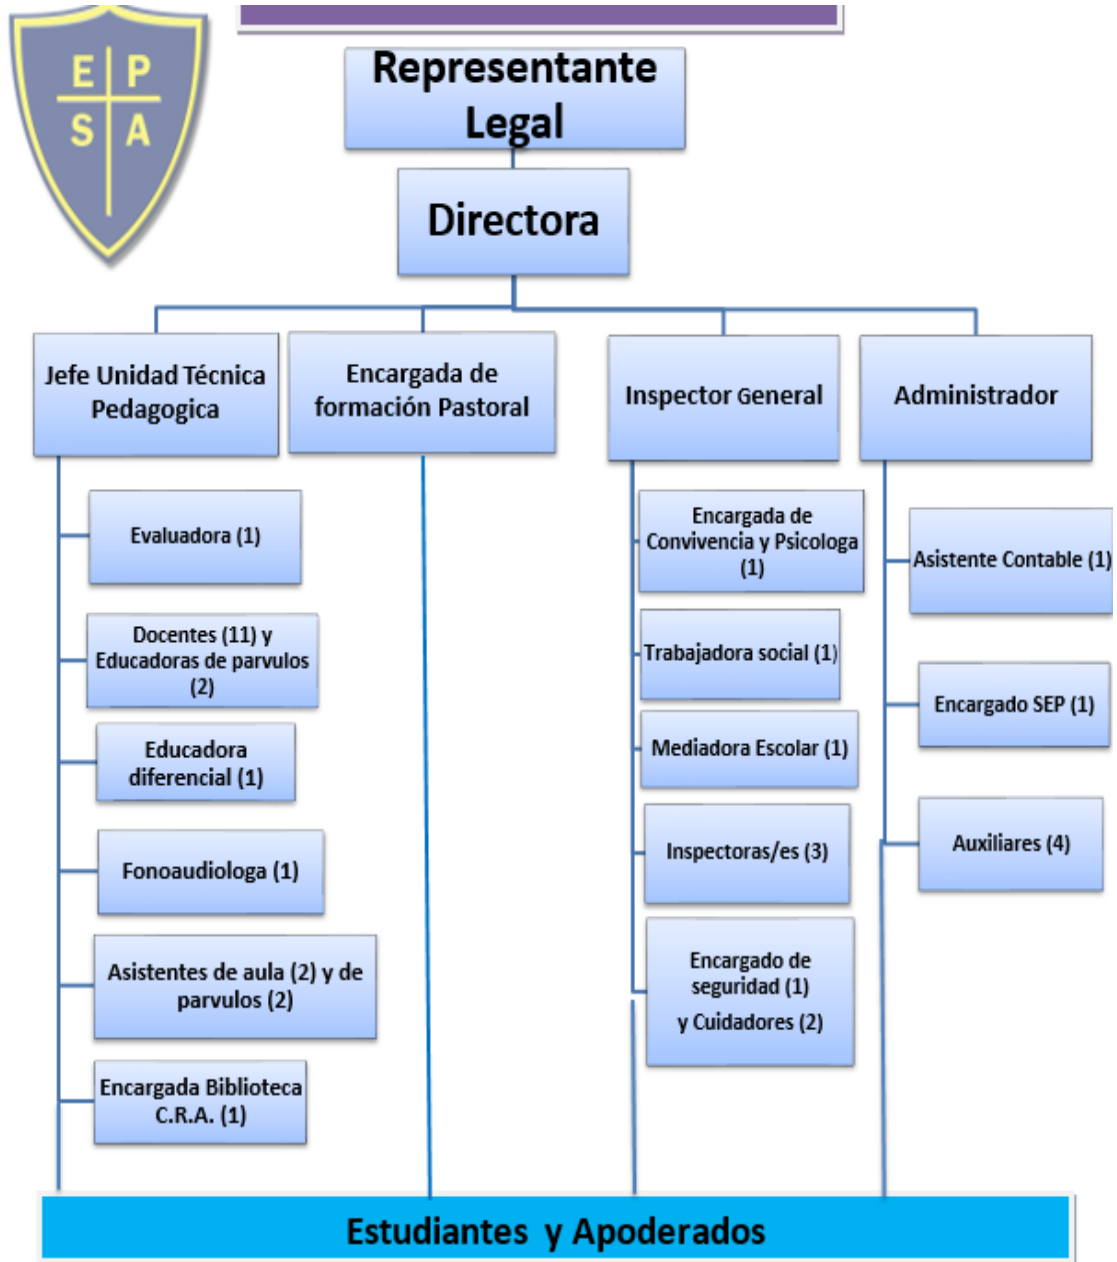 E P
S A
Representante
Legal
Directora
Jefe Unidad Técnica
Pedagogica
Encargada de
formación Pastoral
Inspector General
Administrador
Evaluadora (1)
Docentes (11) y
Educadoras de parvulos
(2)
Educadora
diferencial (1)
Fonoaudiologa (1)
Asistentes de aula (2) y de
parvulos (2)
Encargada Biblioteca
C.R.A. (1)
Encargada de
Convivencia y Psicologa
(1)
Trabajadora social (1)
Mediadora Escolar (1)
Inspectoras/es (3)
Encargado de
seguridad (1)
y Cuidadores (2)
Asistente Contable (1)
Encargado SEP (1)
Auxiliares (4)
Estudiantes y Apoderados